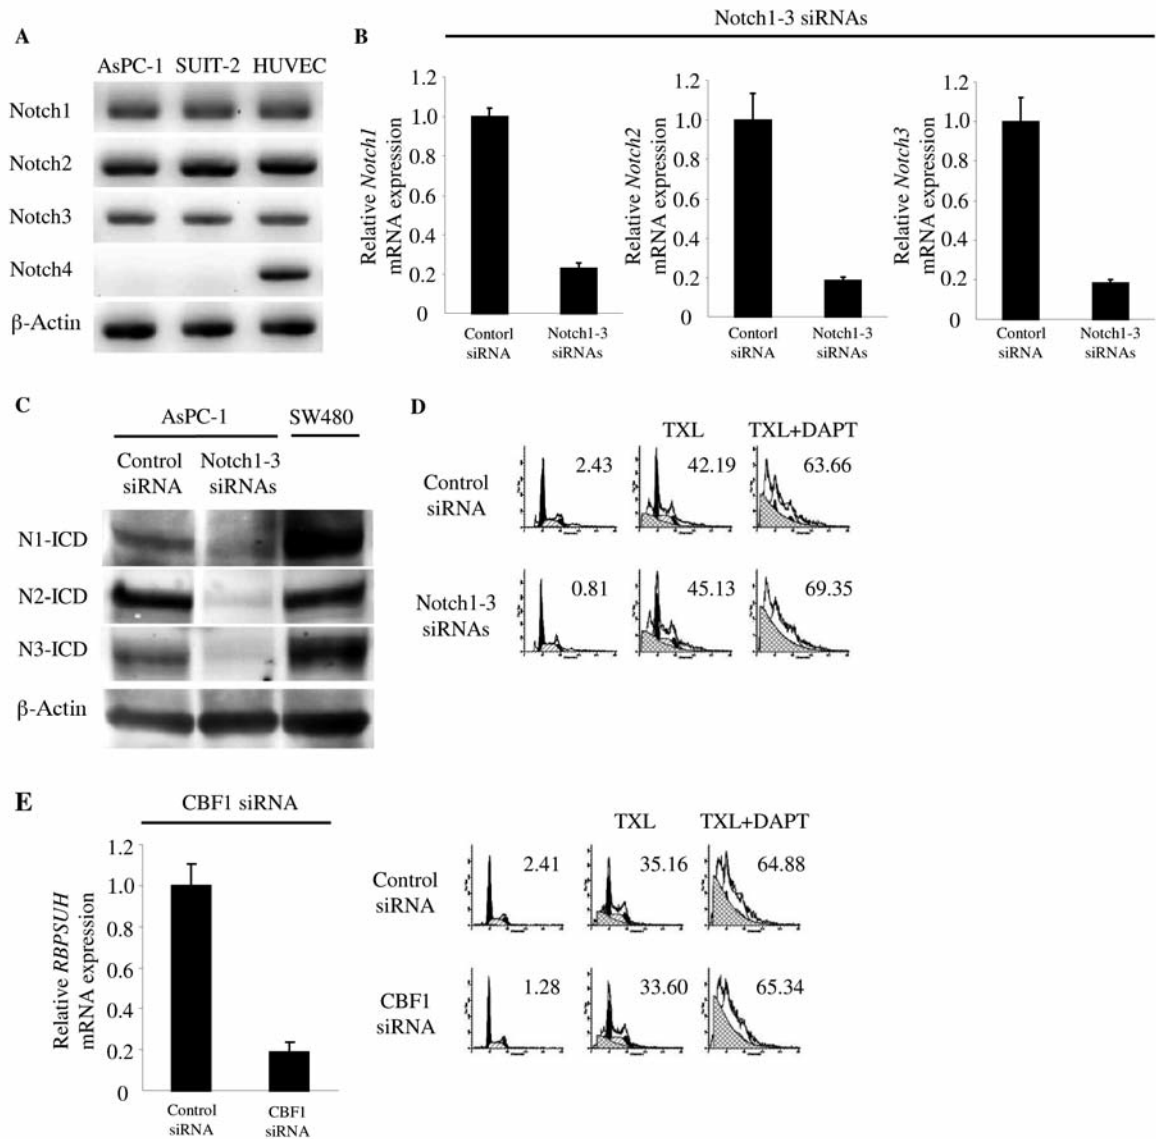 Notch1-3 siRNAs
A
B
AsPC-1 SUIT-2 HUVEC
Notch1
Notch2
Notch3
Notch4
β-Actin
Relative Notch1
mRNA expression
1.2
1.0
0.8
0.6
0.4
0.2
0
Contorl
siRNA
Notch1-3
siRNAs
Relative Notch2
mRNA expression
1.2
1.0
0.8
0.6
0.4
0.2
0
Contorl
siRNA
Notch1-3
siRNAs
Relative Notch3
mRNA expression
1.2
1.0
0.8
0.6
0.4
0.2
0
Contorl
siRNA
Notch1-3
siRNAs
C
AsPC-1
SW480
Control
siRNA
Notch1-3
siRNAs
N1-ICD
N2-ICD
N3-ICD
β-Actin
D
TXL
TXL+DAPT
Control
siRNA
2.43
42.19
63.66
Notch1-3
siRNAs
0.81
45.13
69.35
E
CBF1 siRNA
Relative RBPSUH
mRNA expression
1.2
1.0
0.8
0.6
0.4
0.2
0
Control
siRNA
CBF1
siRNA
TXL
TXL+DAPT
Control
siRNA
2.41
35.16
64.88
CBF1
siRNA
1.28
33.60
65.34